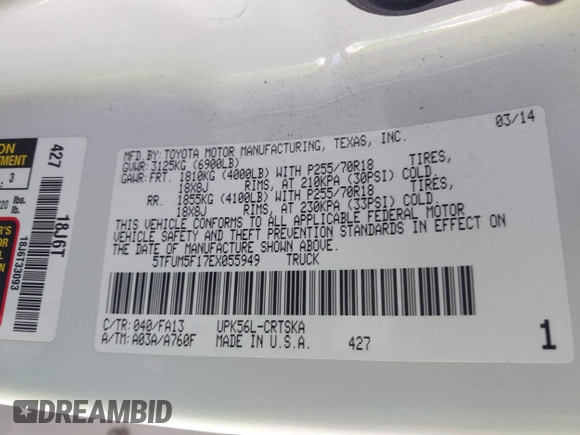 03/14
MFD.BY: TOYOTA MOTOR MANUFACTURING, TEXAS, INC.
GVWR: 3125KG (6900LB)
GAWR: FRT. 1810KG (4000LB) WITH P255/70R18 TIRES,
18X8J RIMS, AT 210KPA (30PSI) COLD.
RR. 1855KG (4100LB) WITH P255/70R18 TIRES,
18X8J RIMS, AT 230KPA (33PSI) COLD.
THIS VEHICLE CONFORMS TO ALL APPLICABLE FEDERAL MOTOR
VEHICLE SAFETY AND THEFT PREVENTION STANDARDS IN EFFECT ON
THE DATE OF MANUFACTURE SHOWN ABOVE.
5TFUM5F17EX055949 TRUCK
C/TR: 040/FA13 UPK56L-CRTSKA
A/TM: A03A/A760F MADE IN U.S.A. 427
1
427
18J6T
18J6T33093
3
lbs.
lb.
DREAMBID